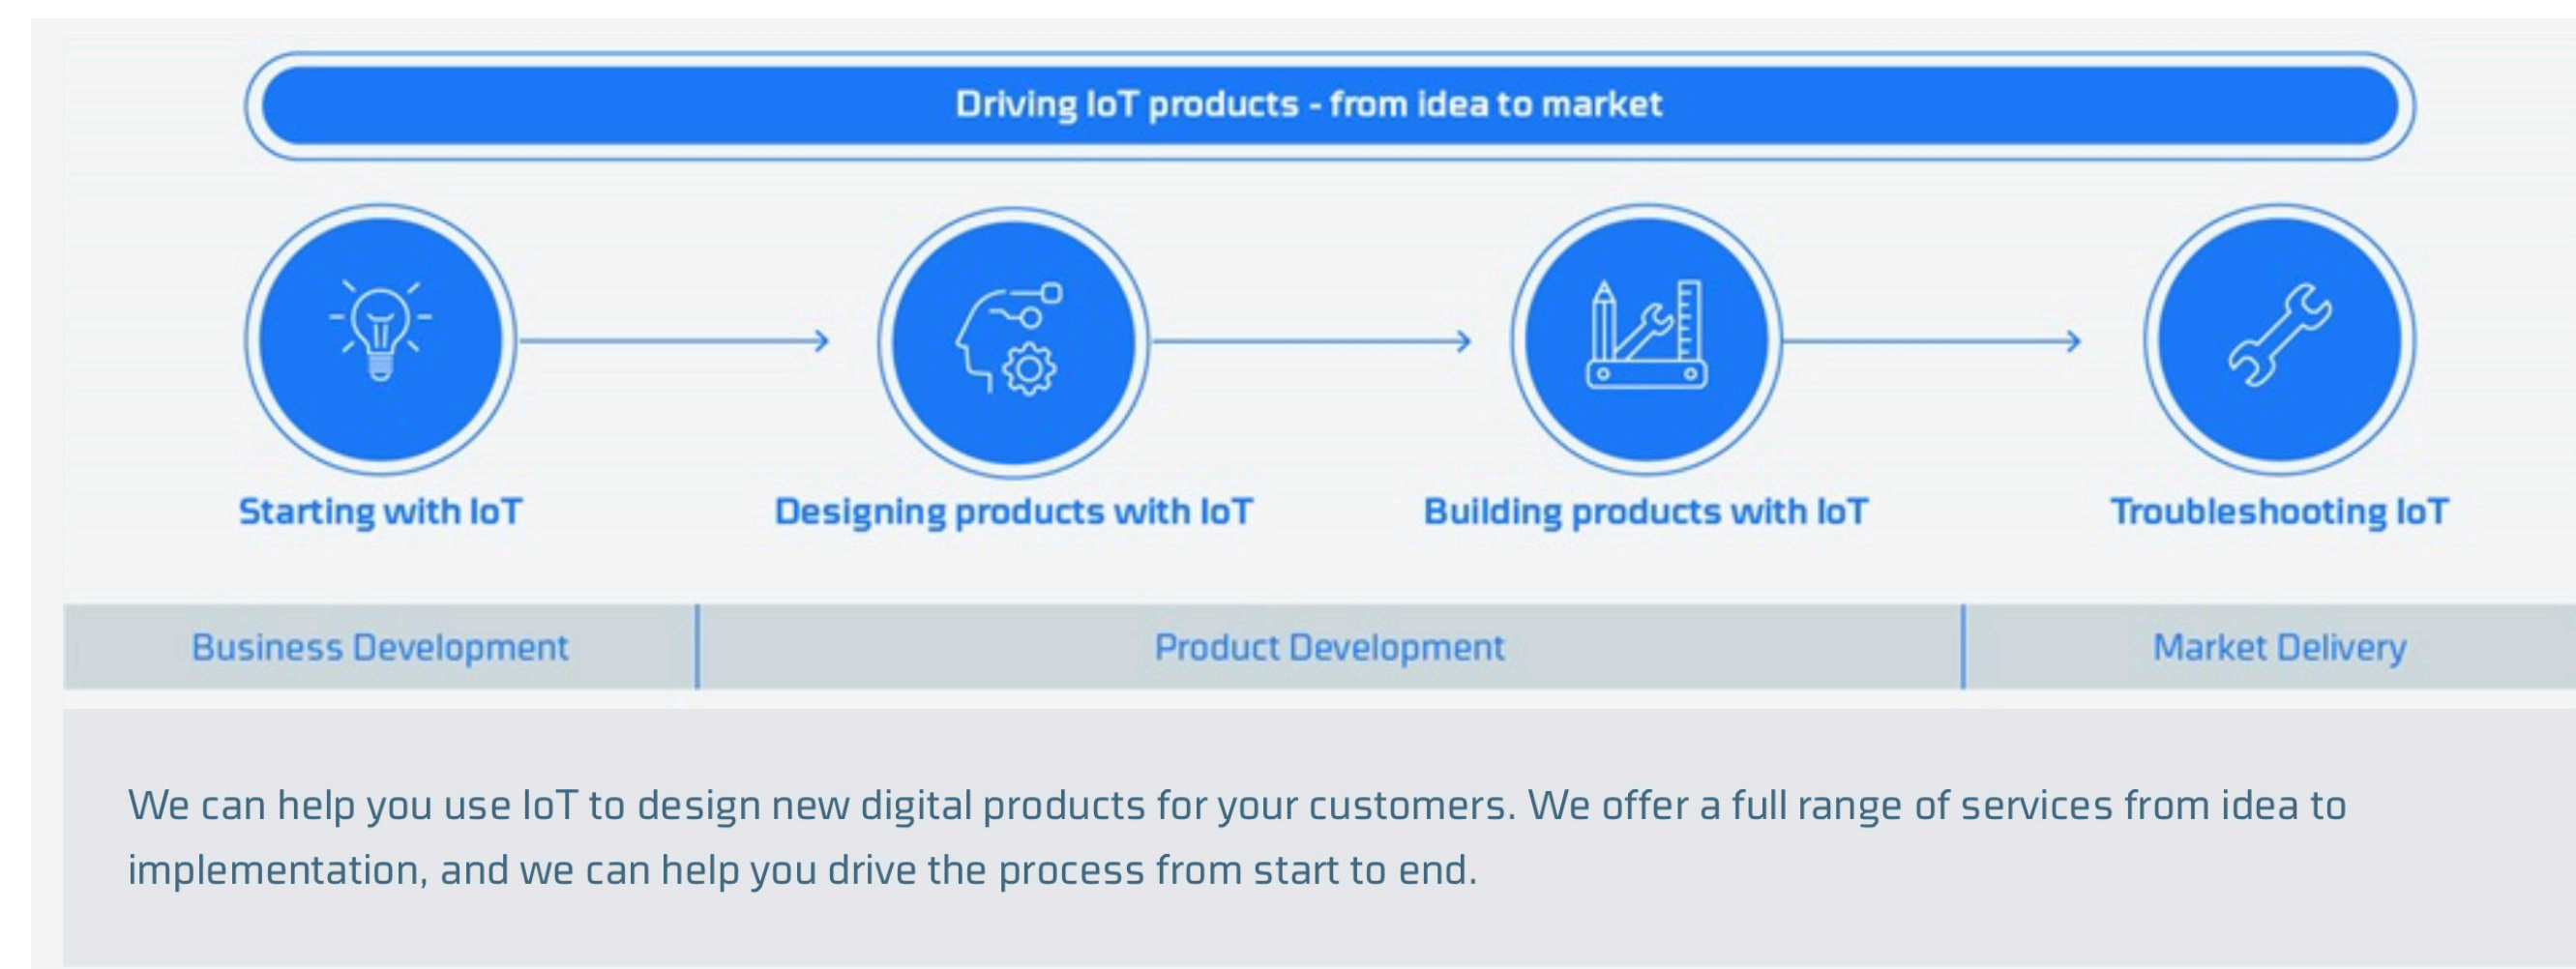 Driving IoT products - from idea to market
Starting with IoT
Designing products with IoT
Building products with IoT
Troubleshooting IoT
Business Development
Product Development
Market Delivery
We can help you use IoT to design new digital products for your customers. We offer a full range of services from idea to
implementation, and we can help you drive the process from start to end.